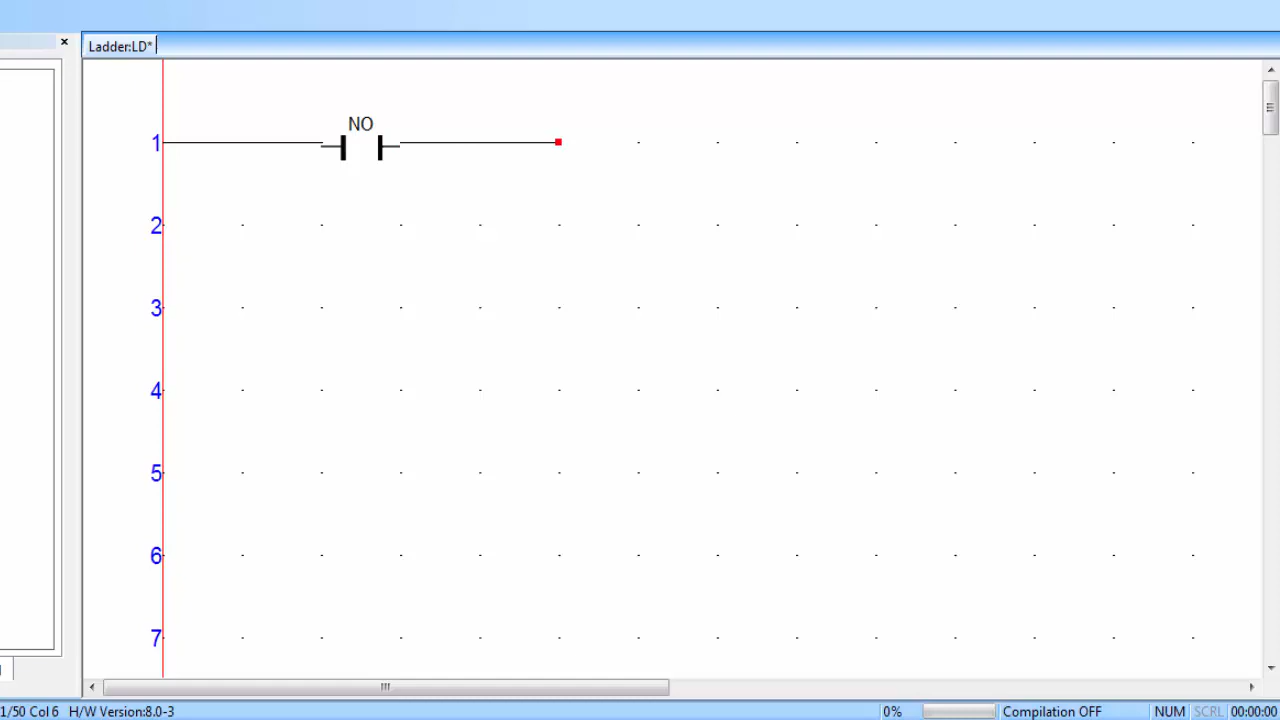 Ladder:LD*
NO
1
2
3
4
5
6
7
1/50 Col 6 H/W Version:8.0-3 0% Compilation OFF NUM SCRL 00:00:00